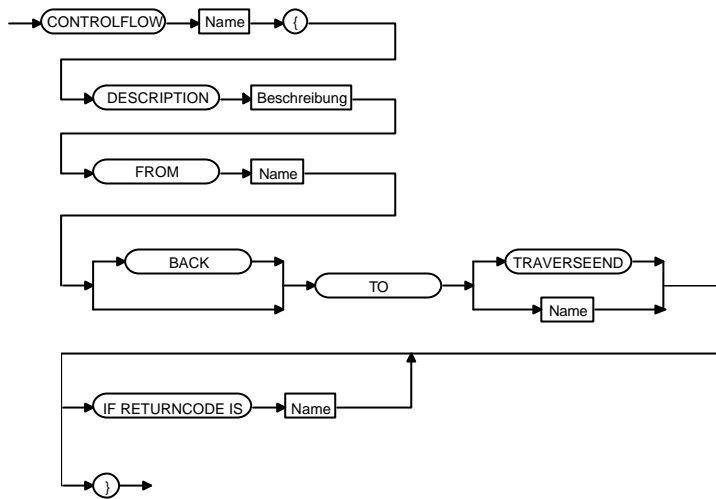 CONTROLFLOW Name {
DESCRIPTION Beschreibung
FROM Name
BACK TRAVERSEEND
TO
Name
IF RETURNCODE IS Name
}